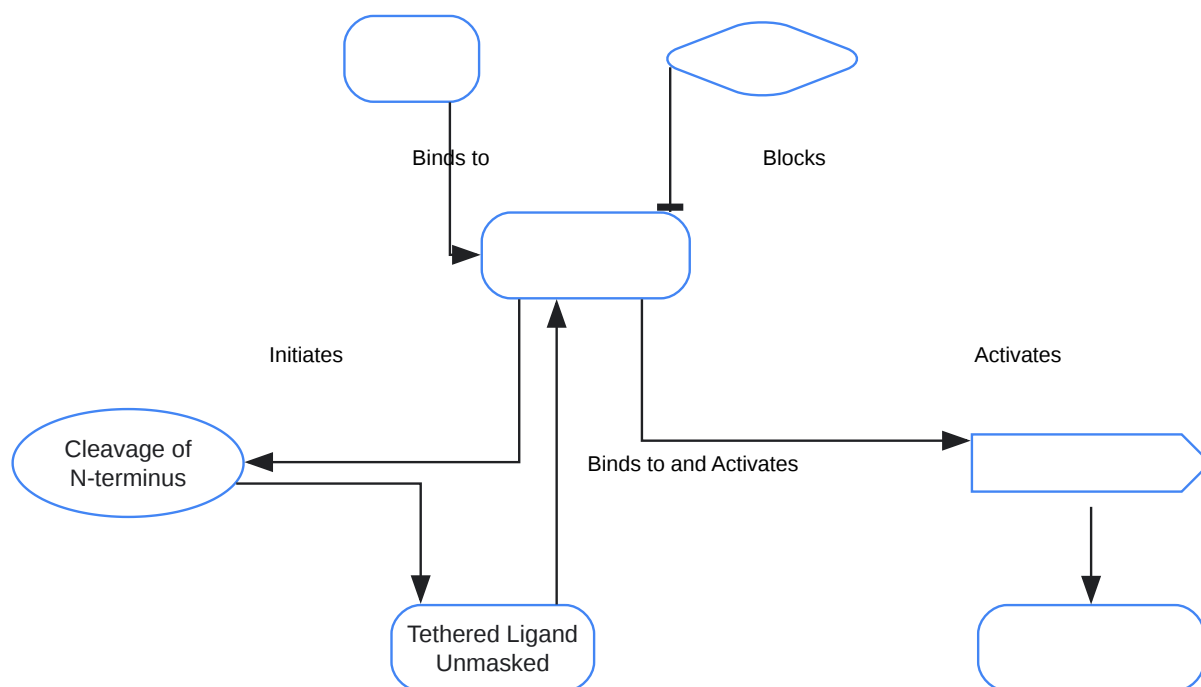 Binds to
Blocks
Initiates
Activates
Cleavage of
N-terminus
Binds to and Activates
Tethered Ligand
Unmasked